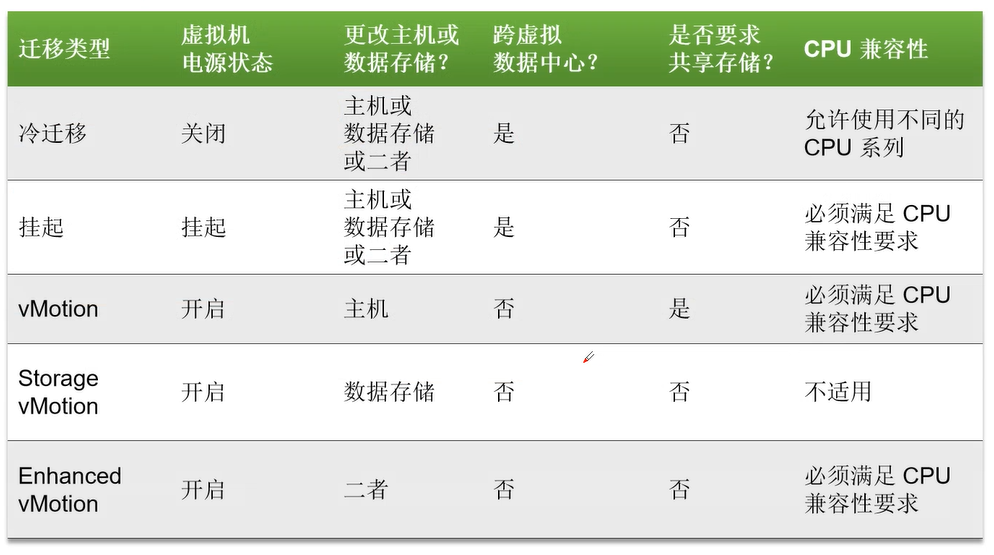 迁移类型
虚拟机
电源状态
更改主机或
数据存储？
跨虚拟
数据中心？
是否要求
共享存储？
CPU 兼容性
冷迁移
关闭
主机或
数据存储
或二者
是
否
允许使用不同的
CPU 系列
挂起
挂起
主机或
数据存储
或二者
是
否
必须满足 CPU
兼容性要求
vMotion
开启
主机
否
是
必须满足 CPU
兼容性要求
Storage
vMotion
开启
数据存储
否
否
不适用
Enhanced
vMotion
开启
二者
否
否
必须满足 CPU
兼容性要求